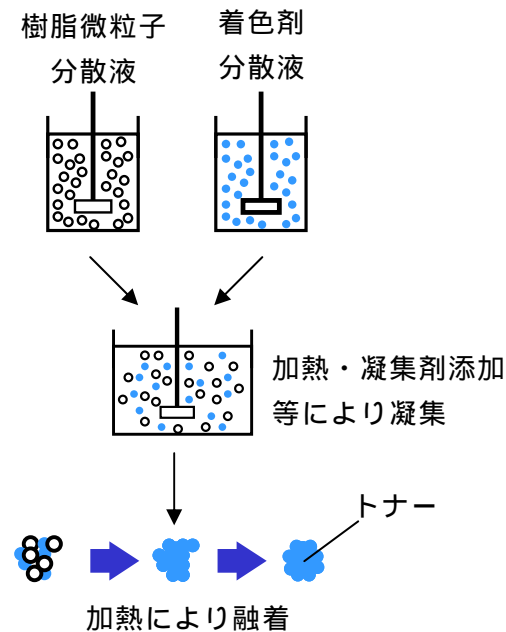 樹脂微粒子
分散液
着色剤
分散液
加熱・凝集剤添加
等により凝集
トナー
加熱により融着